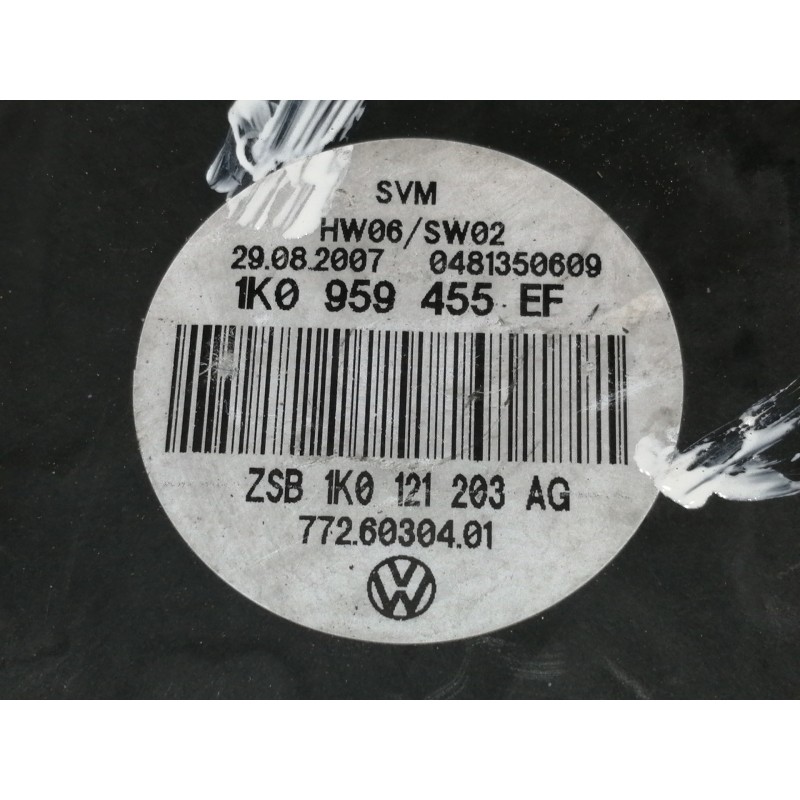 SVM
HW06/SW02
29.08.2007 0481350609
1K0 959 455 EF
ZSB 1K0 121 203 AG
772.60304.01